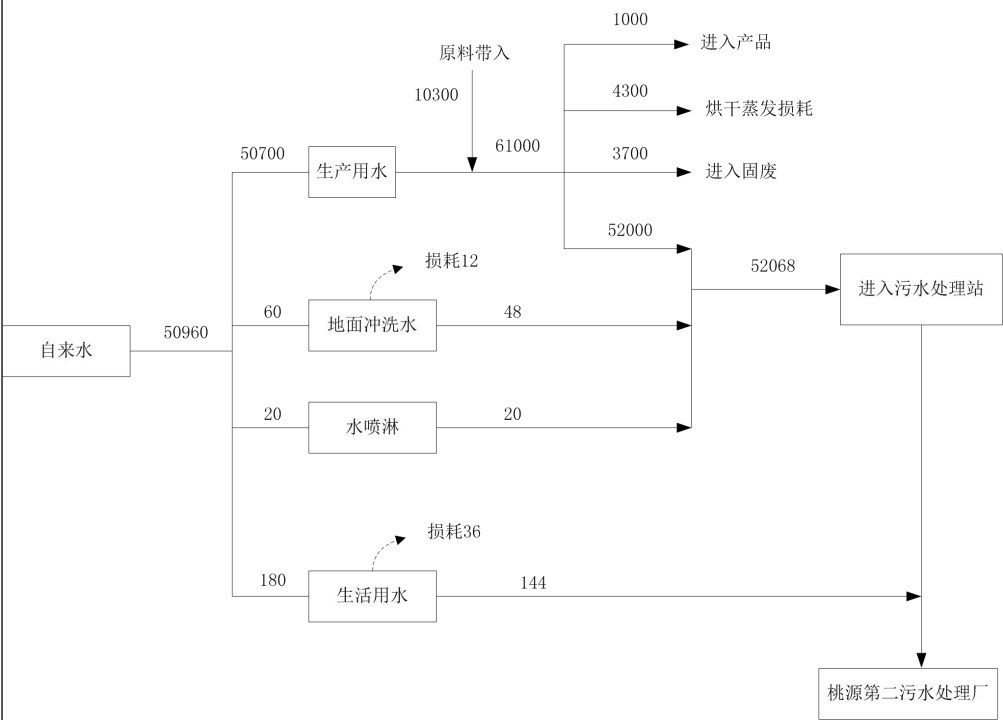 1000
进入产品
原料带入
10300
4300
烘干蒸发损耗
50700
生产用水
61000
3700
进入固废
52000
损耗12
52068
进入污水处理站
60
地面冲洗水
48
自来水
50960
20
水喷淋
20
损耗36
180
生活用水
144
桃源第二污水处理厂